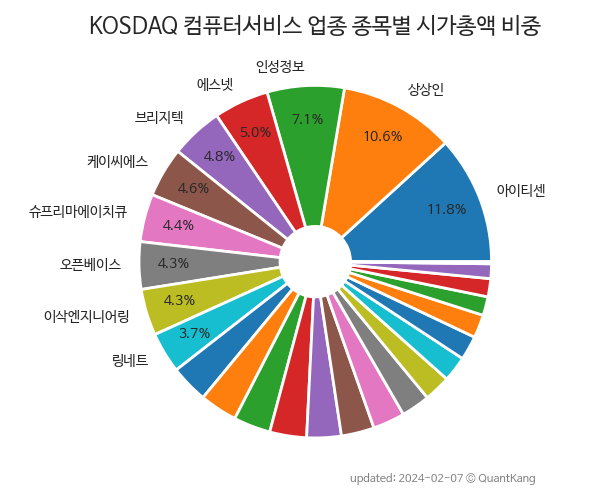 KOSDAQ 컴퓨터서비스 업종 종목별 시가총액 비중
인성정보
에스넷
상상인
브리지텍
7.1%
5.0%
10.6%
케이씨에스
4.8%
아이티센
4.6%
11.8%
슈프리마에이치큐
4.4%
오픈베이스
4.3%
이삭엔지니어링
4.3%
3.7%
링네트
updated: 2024-02-07 © QuantKang